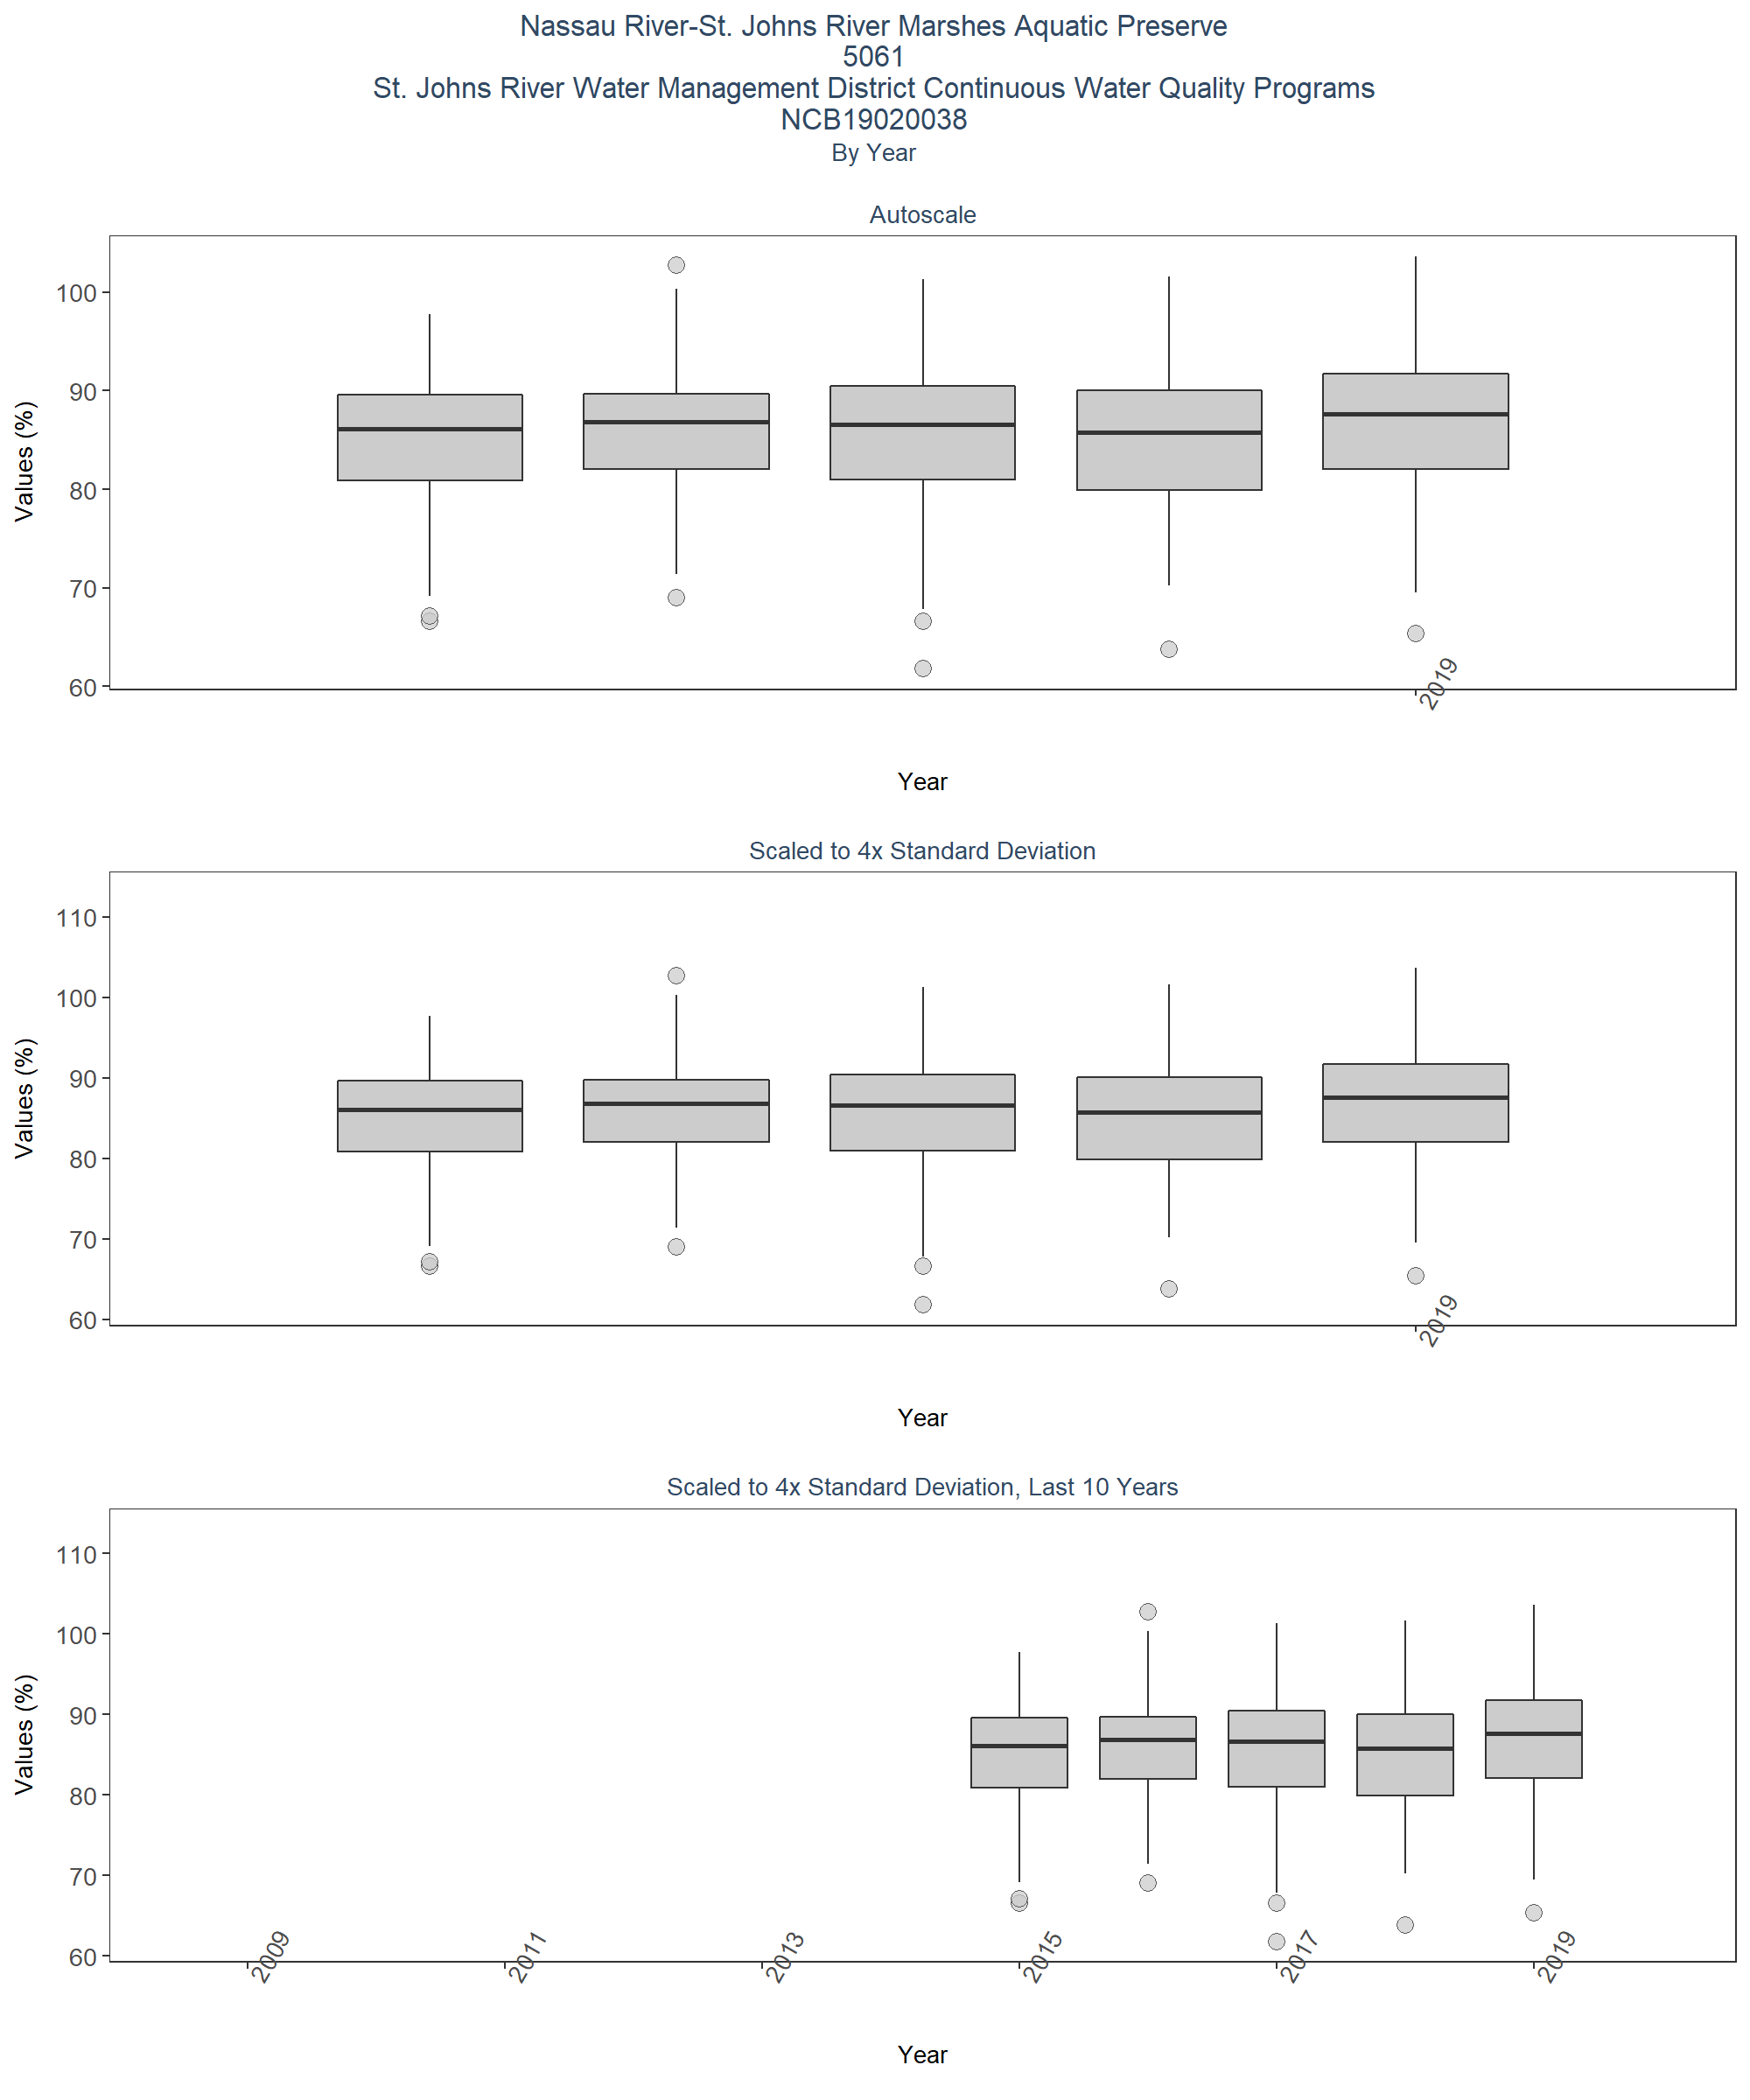 Nassau River-St. Johns River Marshes Aquatic Preserve
5061
St. Johns River Water Management District Continuous Water Quality Programs
NCB19020038
By Year
Autoscale
Values (%)
100
90
80
70
60
2019
Year
Scaled to 4x Standard Deviation
Values (%)
110
100
90
80
70
60
2019
Year
Scaled to 4x Standard Deviation, Last 10 Years
Values (%)
110
100
90
80
70
60
2009
2011
2013
2015
2017
2019
Year